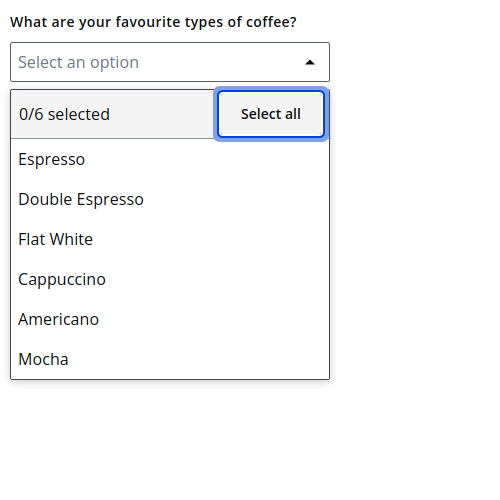 What are your favourite types of coffee?
Select an option
0/6 selected
Select all
Espresso
Double Espresso
Flat White
Cappuccino
Americano
Mocha